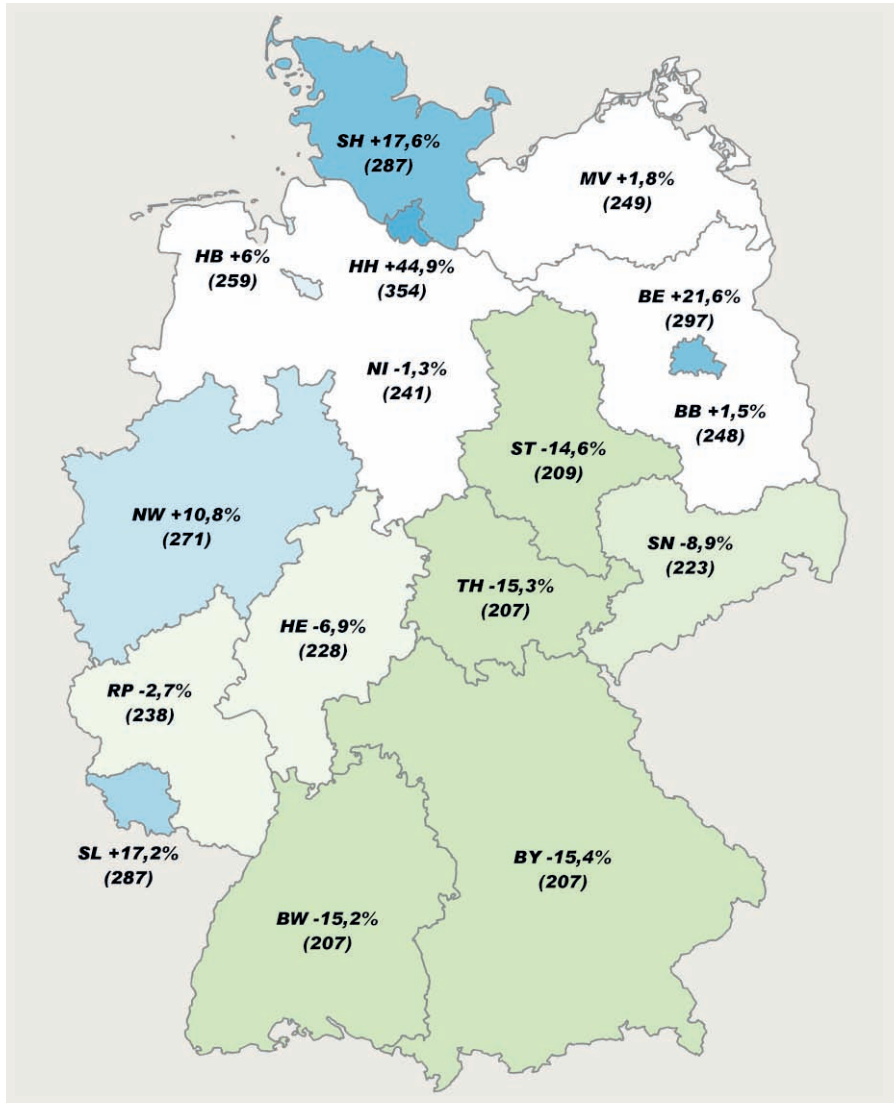 SH +17,6%
(287)
MV +1,8%
(249)
HB +6%
(259)
HH +44,9%
(354)
BE +21,6%
(297)
NI -1,3%
(241)
BB +1,5%
(248)
ST -14,6%
(209)
NW +10,8%
(271)
SN -8,9%
(223)
TH -15,3%
(207)
HE -6,9%
(228)
RP -2,7%
(238)
SL +17,2%
(287)
BY -15,4%
(207)
BW -15,2%
(207)